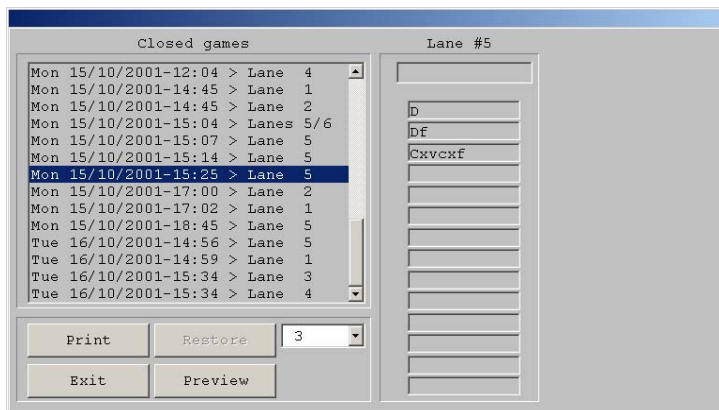 Closed games
Mon 15/10/2001-12:04 > Lane 4
Mon 15/10/2001-14:45 > Lane 1
Mon 15/10/2001-14:45 > Lane 2
Mon 15/10/2001-15:04 > Lanes 5/6
Mon 15/10/2001-15:07 > Lane 5
Mon 15/10/2001-15:14 > Lane 5
Mon 15/10/2001-15:25 > Lane 5
Mon 15/10/2001-17:00 > Lane 2
Mon 15/10/2001-17:02 > Lane 1
Mon 15/10/2001-18:45 > Lane 5
Tue 16/10/2001-14:56 > Lane 5
Tue 16/10/2001-14:59 > Lane 1
Tue 16/10/2001-15:34 > Lane 3
Tue 16/10/2001-15:34 > Lane 4
Print Restore 3
Exit Preview
Lane #5
D
Df
Cxvcxf